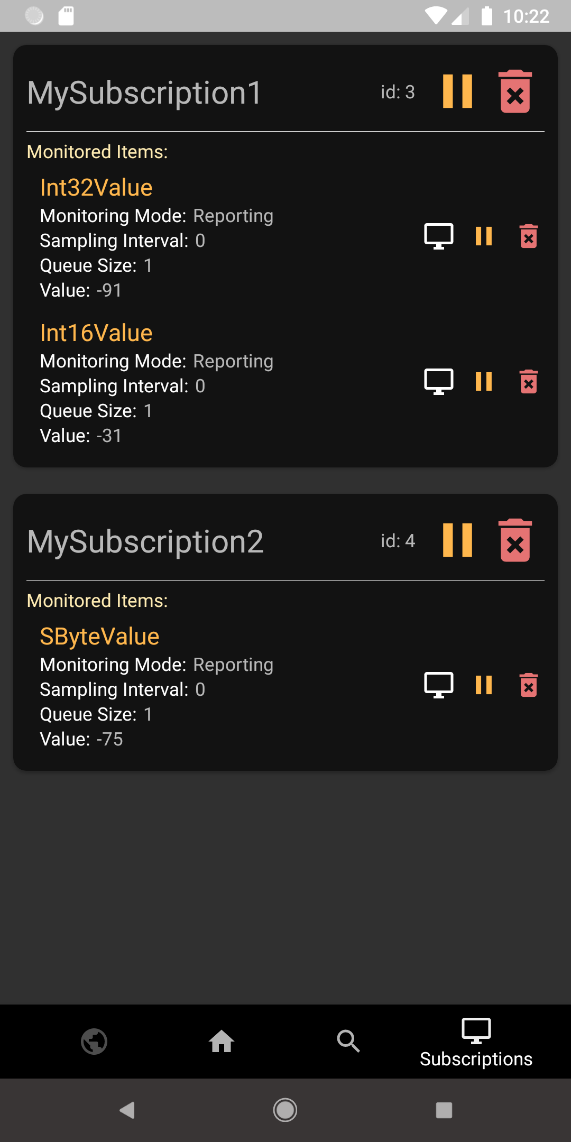 10:22
MySubscription1 id: 3
Monitored Items:
Int32Value
Monitoring Mode: Reporting
Sampling Interval: 0
Queue Size: 1
Value: -91
Int16Value
Monitoring Mode: Reporting
Sampling Interval: 0
Queue Size: 1
Value: -31
MySubscription2 id: 4
Monitored Items:
SByteValue
Monitoring Mode: Reporting
Sampling Interval: 0
Queue Size: 1
Value: -75
Subscriptions